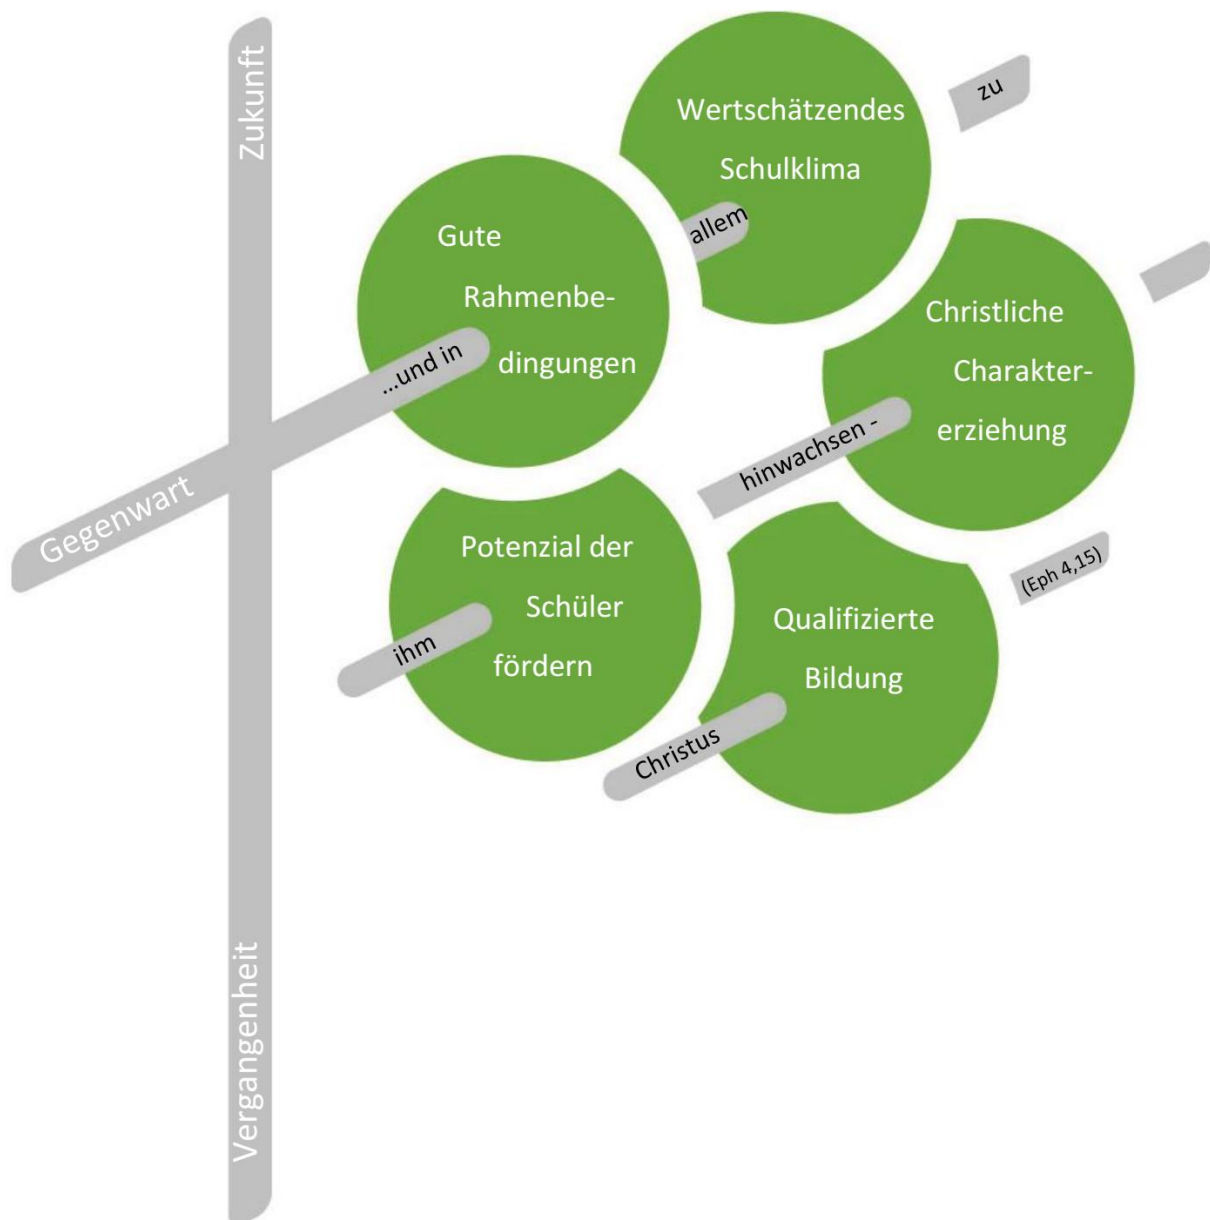 Zukunft
Gegenwart
Vergangenheit
Gute
Rahmenbe-
dingungen
...und in
Wertschätzendes
Schulklima
allem
zu
Potenzial der
Schüler
fördern
ihm
Christliche
Charakter-
erziehung
hinwachsen -
Qualifizierte
Bildung
Christus
(Eph 4,15)